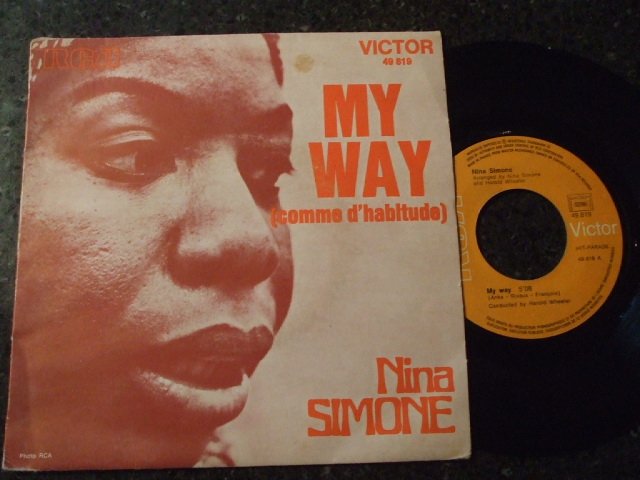 RCA
VICTOR
49 819
MY
WAY
(comme d'habitude)
Nina
SIMONE
Photo RCA
Nina Simone
Arranged by Nina Simone
and Harold Wheeler
49.819
RCA Victor
HIT-PARADE
49.819 A
My way 5'08
(Anka - Revaux - François)
Conducted by Harold Wheeler